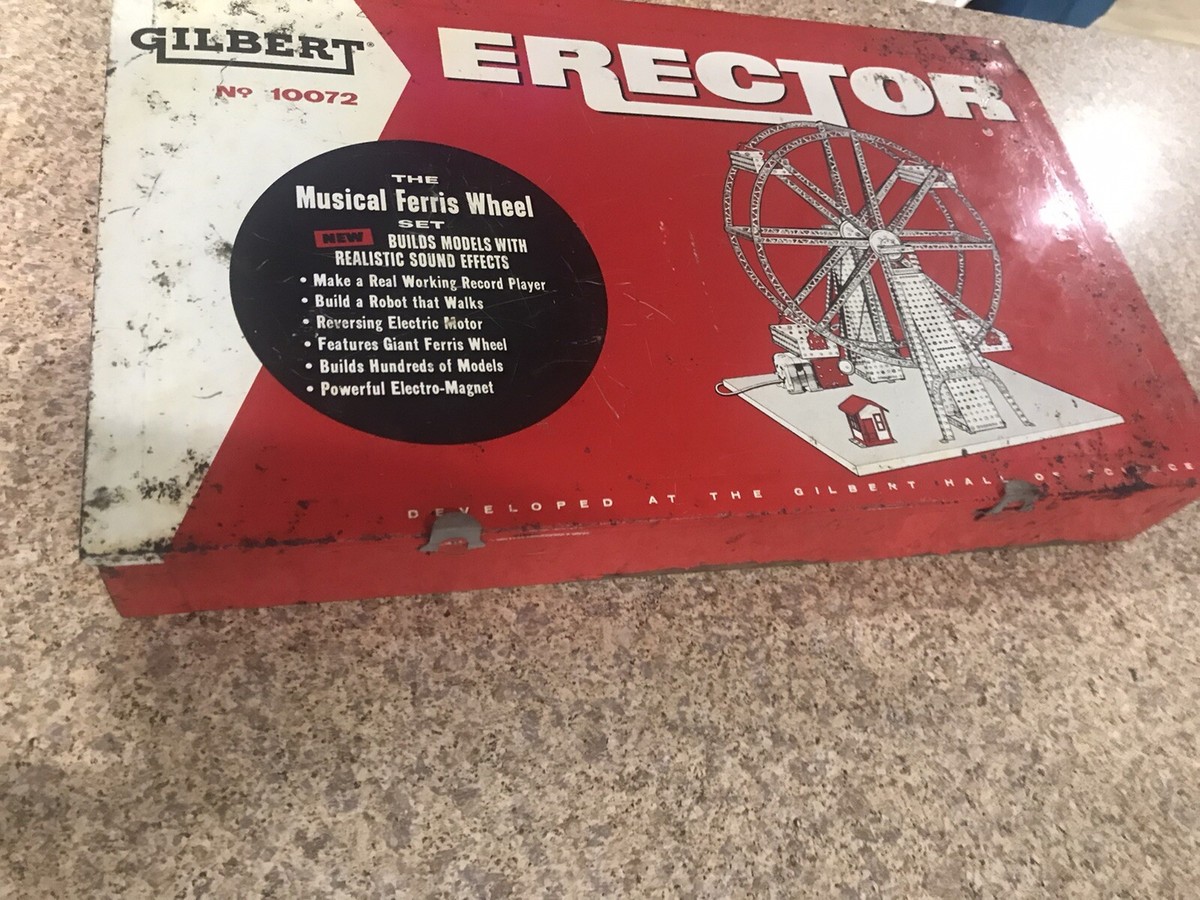 GILBERT®
Nº 10072
ERECTOR
THE
Musical Ferris Wheel
SET
NEW BUILDS MODELS WITH
REALISTIC SOUND EFFECTS
• Make a Real Working Record Player
• Build a Robot that Walks
• Reversing Electric Motor
• Features Giant Ferris Wheel
• Builds Hundreds of Models
• Powerful Electro-Magnet
DEVELOPED AT THE GILBERT HALL OF SCIENCE